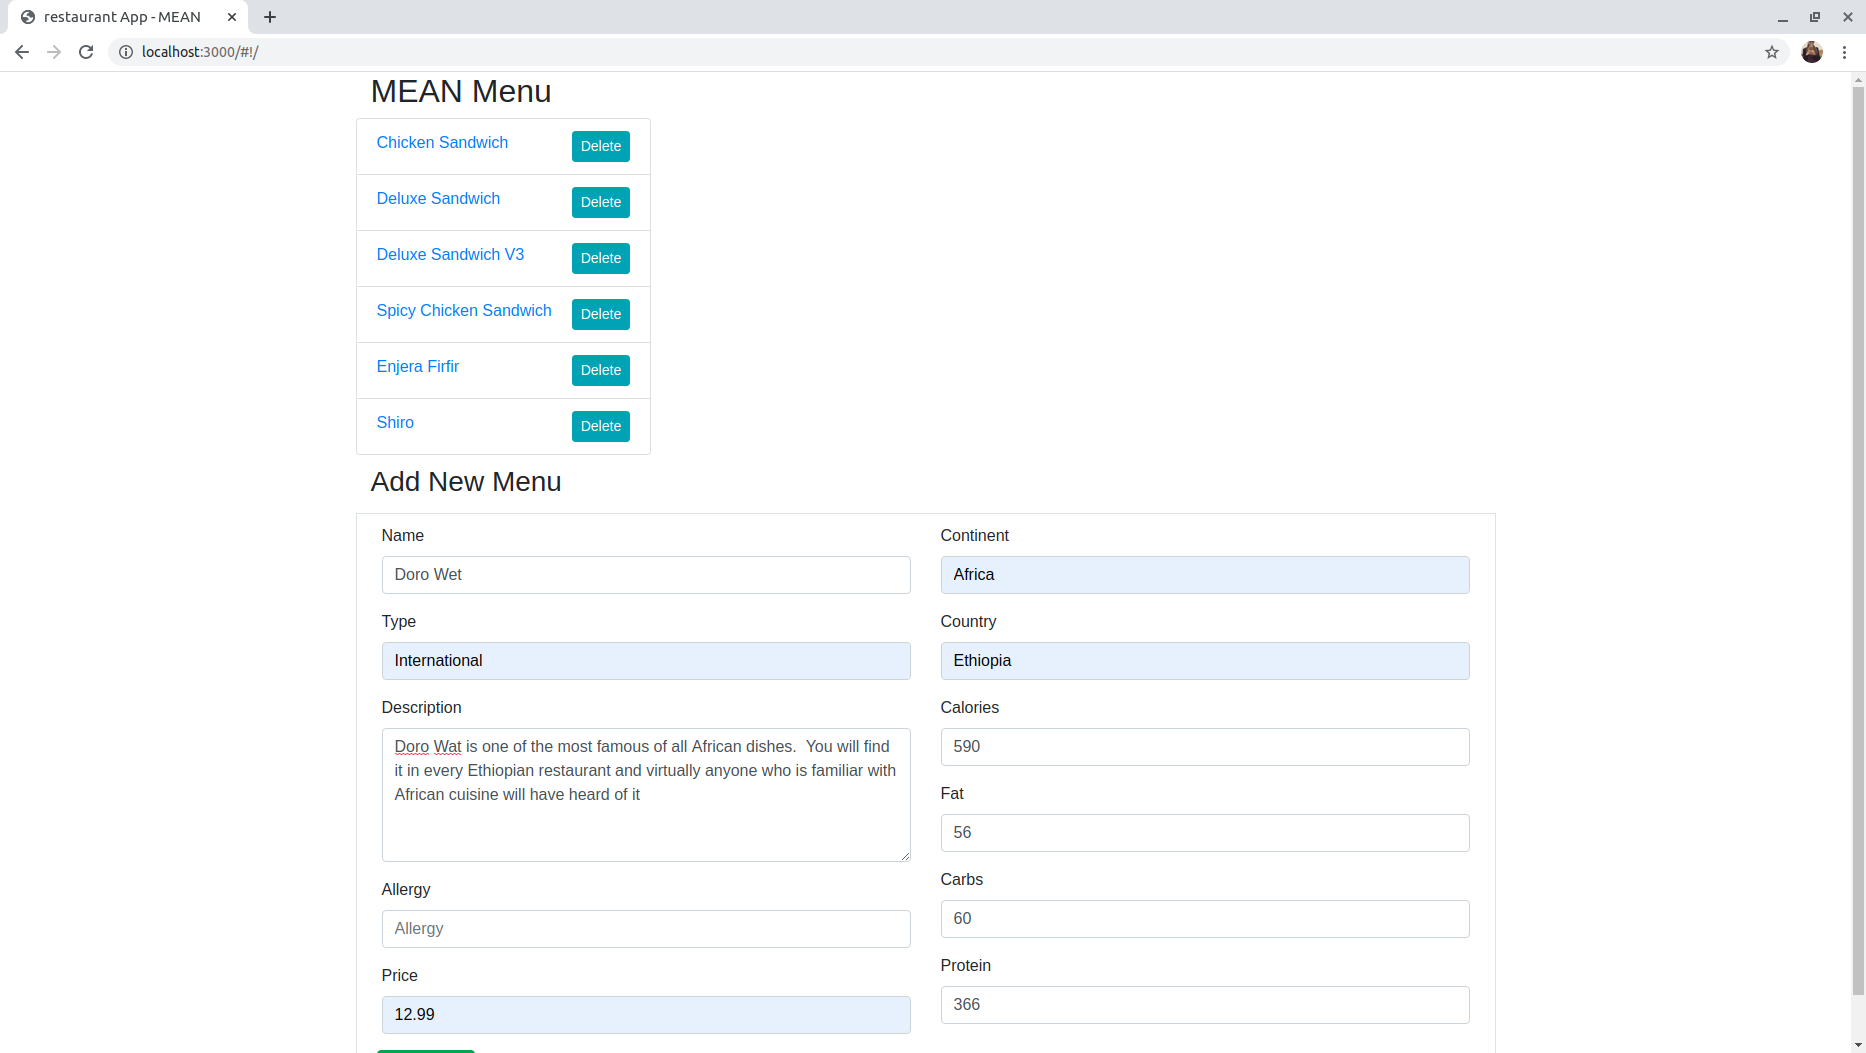 restaurant App - MEAN
localhost:3000/#!/
MEAN Menu
Chicken Sandwich Delete
Deluxe Sandwich Delete
Deluxe Sandwich V3 Delete
Spicy Chicken Sandwich Delete
Enjera Firfir Delete
Shiro Delete
Add New Menu
Name
Doro Wet
Type
International
Description
Doro Wat is one of the most famous of all African dishes.  You will find
it in every Ethiopian restaurant and virtually anyone who is familiar with
African cuisine will have heard of it
Allergy
Allergy
Price
12.99
Continent
Africa
Country
Ethiopia
Calories
590
Fat
56
Carbs
60
Protein
366